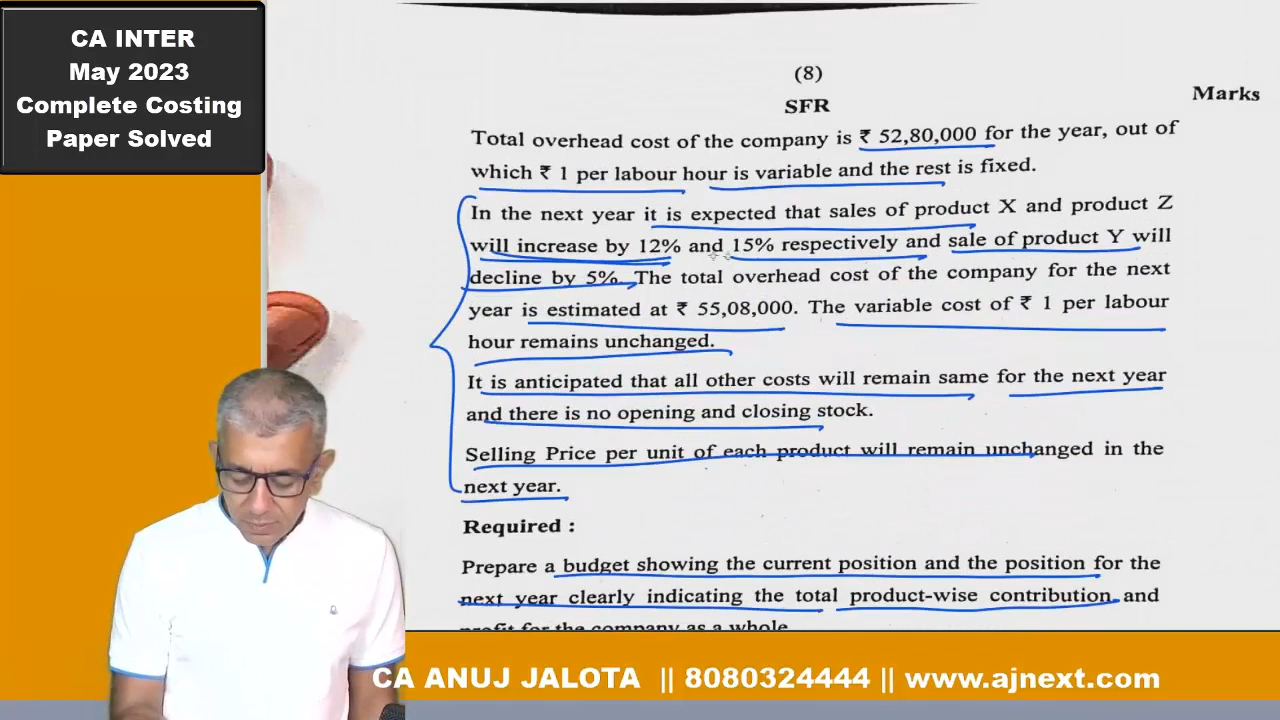 CA INTER
May 2023
Complete Costing
Paper Solved
(8)
SFR
Marks
Total overhead cost of the company is ₹ 52,80,000 for the year, out of
which ₹ 1 per labour hour is variable and the rest is fixed.
In the next year it is expected that sales of product X and product Z
will increase by 12% and 15% respectively and sale of product Y will
decline by 5%. The total overhead cost of the company for the next
year is estimated at ₹ 55,08,000. The variable cost of ₹ 1 per labour
hour remains unchanged.
It is anticipated that all other costs will remain same for the next year
and there is no opening and closing stock.
Selling Price per unit of each product will remain unchanged in the
next year.
Required :
Prepare a budget showing the current position and the position for the
next year clearly indicating the total product-wise contribution and
profit for the company as a whole.
CA ANUJ JALOTA || 8080324444 || www.ajnext.com